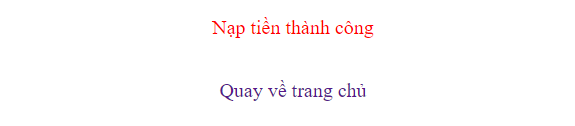 Nạp tiền thành công
Quay về trang chủ